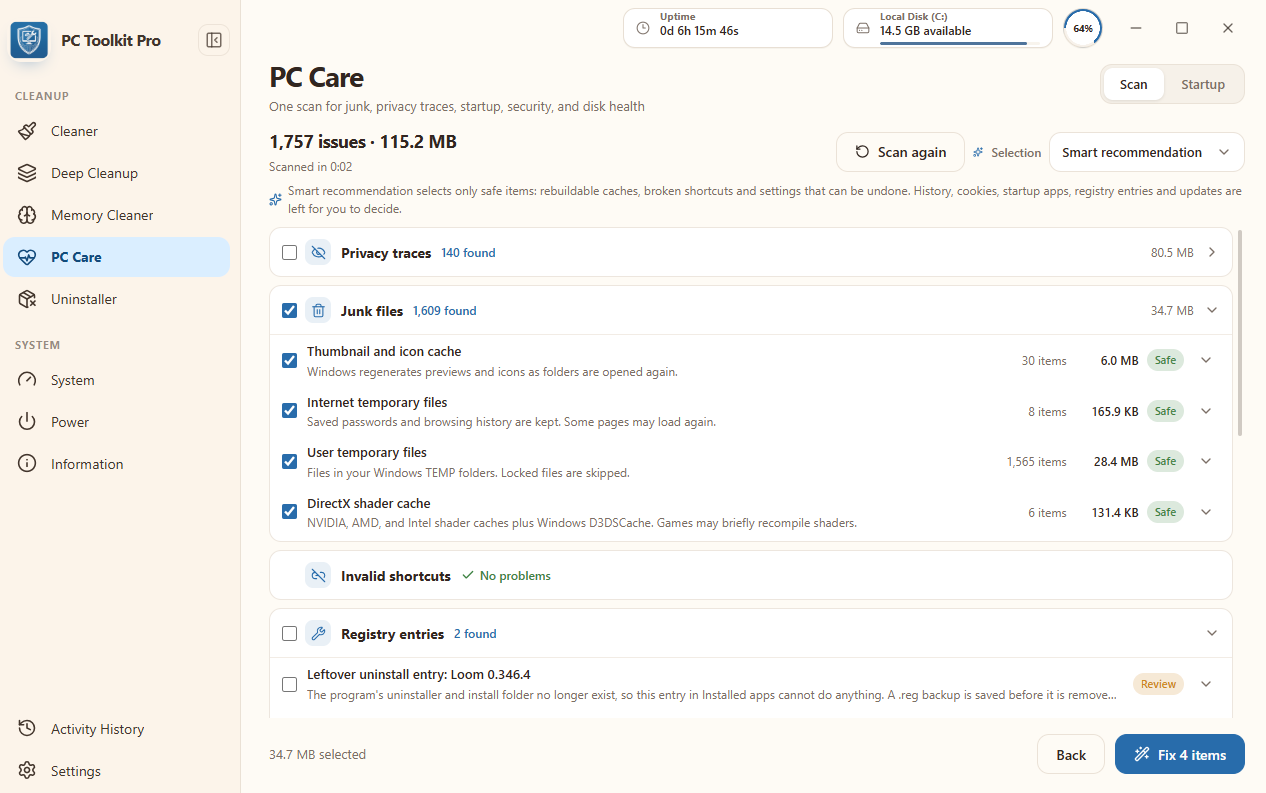 PC Toolkit Pro
Uptime
0d 6h 15m 46s
Local Disk (C:)
14.5 GB available
64%
CLEANUP
Cleaner
Deep Cleanup
Memory Cleaner
PC Care
Uninstaller
SYSTEM
System
Power
Information
Activity History
Settings
PC Care
One scan for junk, privacy traces, startup, security, and disk health
Scan
Startup
1,757 issues · 115.2 MB
Scanned in 0:02
Scan again
Selection
Smart recommendation
Smart recommendation selects only safe items: rebuildable caches, broken shortcuts and settings that can be undone. History, cookies, startup apps, registry entries and updates are
left for you to decide.
Privacy traces 140 found 80.5 MB
Junk files 1,609 found 34.7 MB
Thumbnail and icon cache
Windows regenerates previews and icons as folders are opened again.
30 items 6.0 MB Safe
Internet temporary files
Saved passwords and browsing history are kept. Some pages may load again.
8 items 165.9 KB Safe
User temporary files
Files in your Windows TEMP folders. Locked files are skipped.
1,565 items 28.4 MB Safe
DirectX shader cache
NVIDIA, AMD, and Intel shader caches plus Windows D3DSCache. Games may briefly recompile shaders.
6 items 131.4 KB Safe
Invalid shortcuts No problems
Registry entries 2 found
Leftover uninstall entry: Loom 0.346.4
The program's uninstaller and install folder no longer exist, so this entry in Installed apps cannot do anything. A .reg backup is saved before it is remove...
Review
34.7 MB selected
Back
Fix 4 items